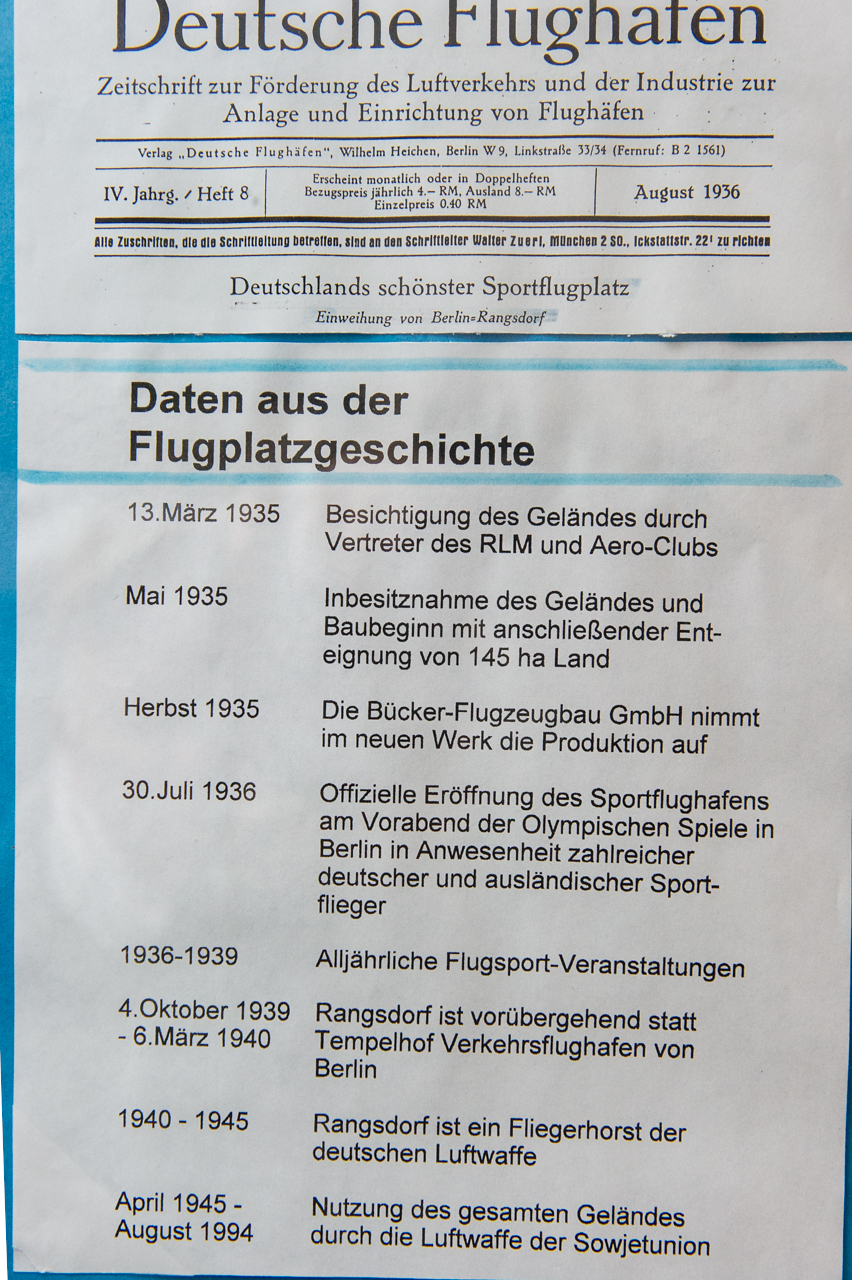 Deutsche Flughäfen
Zeitschrift zur Förderung des Luftverkehrs und der Industrie zur
Anlage und Einrichtung von Flughäfen
Verlag „Deutsche Flughäfen", Wilhelm Heichen, Berlin W 9, Linkstraße 33/34 (Fernruf: B 2 1561)
IV. Jahrg. / Heft 8
Erscheint monatlich oder in Doppelheften
Bezugspreis jährlich 4.— RM, Ausland 8.— RM
Einzelpreis 0.40 RM
August 1936
Alle Zuschriften, die die Schriftleitung betreffen, sind an den Schriftleiter Walter Zuerl, München 2 SO., Ickstattstr. 22¹ zu richten
Deutschlands schönster Sportflugplatz
Einweihung von Berlin=Rangsdorf
Daten aus der
Flugplatzgeschichte
13.März 1935 Besichtigung des Geländes durch
Vertreter des RLM und Aero-Clubs
Mai 1935 Inbesitznahme des Geländes und
Baubeginn mit anschließender Ent-
eignung von 145 ha Land
Herbst 1935 Die Bücker-Flugzeugbau GmbH nimmt
im neuen Werk die Produktion auf
30.Juli 1936 Offizielle Eröffnung des Sportflughafens
am Vorabend der Olympischen Spiele in
Berlin in Anwesenheit zahlreicher
deutscher und ausländischer Sport-
flieger
1936-1939 Alljährliche Flugsport-Veranstaltungen
4.Oktober 1939 Rangsdorf ist vorübergehend statt
- 6.März 1940 Tempelhof Verkehrsflughafen von
Berlin
1940 - 1945 Rangsdorf ist ein Fliegerhorst der
deutschen Luftwaffe
April 1945 - Nutzung des gesamten Geländes
August 1994 durch die Luftwaffe der Sowjetunion